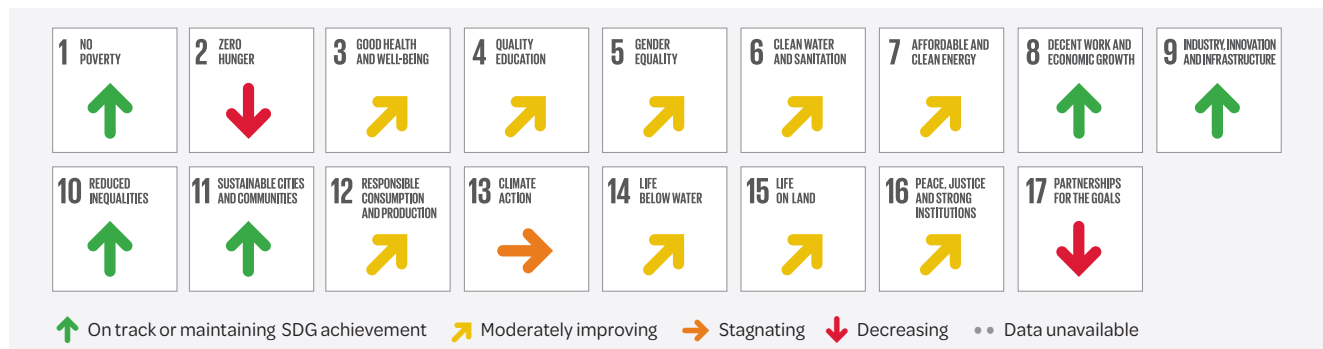 1 NO
POVERTY
2 ZERO
HUNGER
3 GOOD HEALTH
AND WELL-BEING
4 QUALITY
EDUCATION
5 GENDER
EQUALITY
6 CLEAN WATER
AND SANITATION
7 AFFORDABLE AND
CLEAN ENERGY
8 DECENT WORK AND
ECONOMIC GROWTH
9 INDUSTRY, INNOVATION
AND INFRASTRUCTURE
10 REDUCED
INEQUALITIES
11 SUSTAINABLE CITIES
AND COMMUNITIES
12 RESPONSIBLE
CONSUMPTION
AND PRODUCTION
13 CLIMATE
ACTION
14 LIFE
BELOW WATER
15 LIFE
ON LAND
16 PEACE, JUSTICE
AND STRONG
INSTITUTIONS
17 PARTNERSHIPS
FOR THE GOALS
On track or maintaining SDG achievement
Moderately improving
Stagnating
Decreasing
Data unavailable